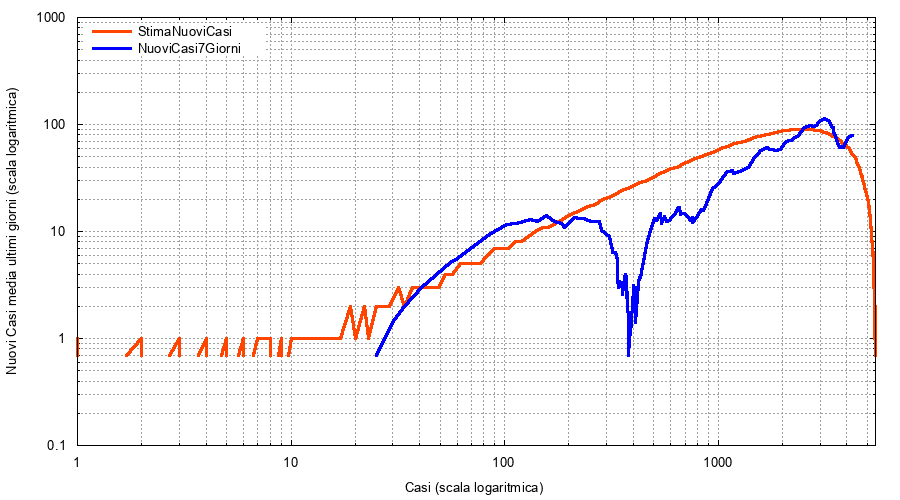 1000
StimaNuoviCasi
NuoviCasi7Giorni
100
10
1
0.1
Nuovi Casi media ultimi giorni (scala logaritmica)
1 10 100 1000
Casi (scala logaritmica)